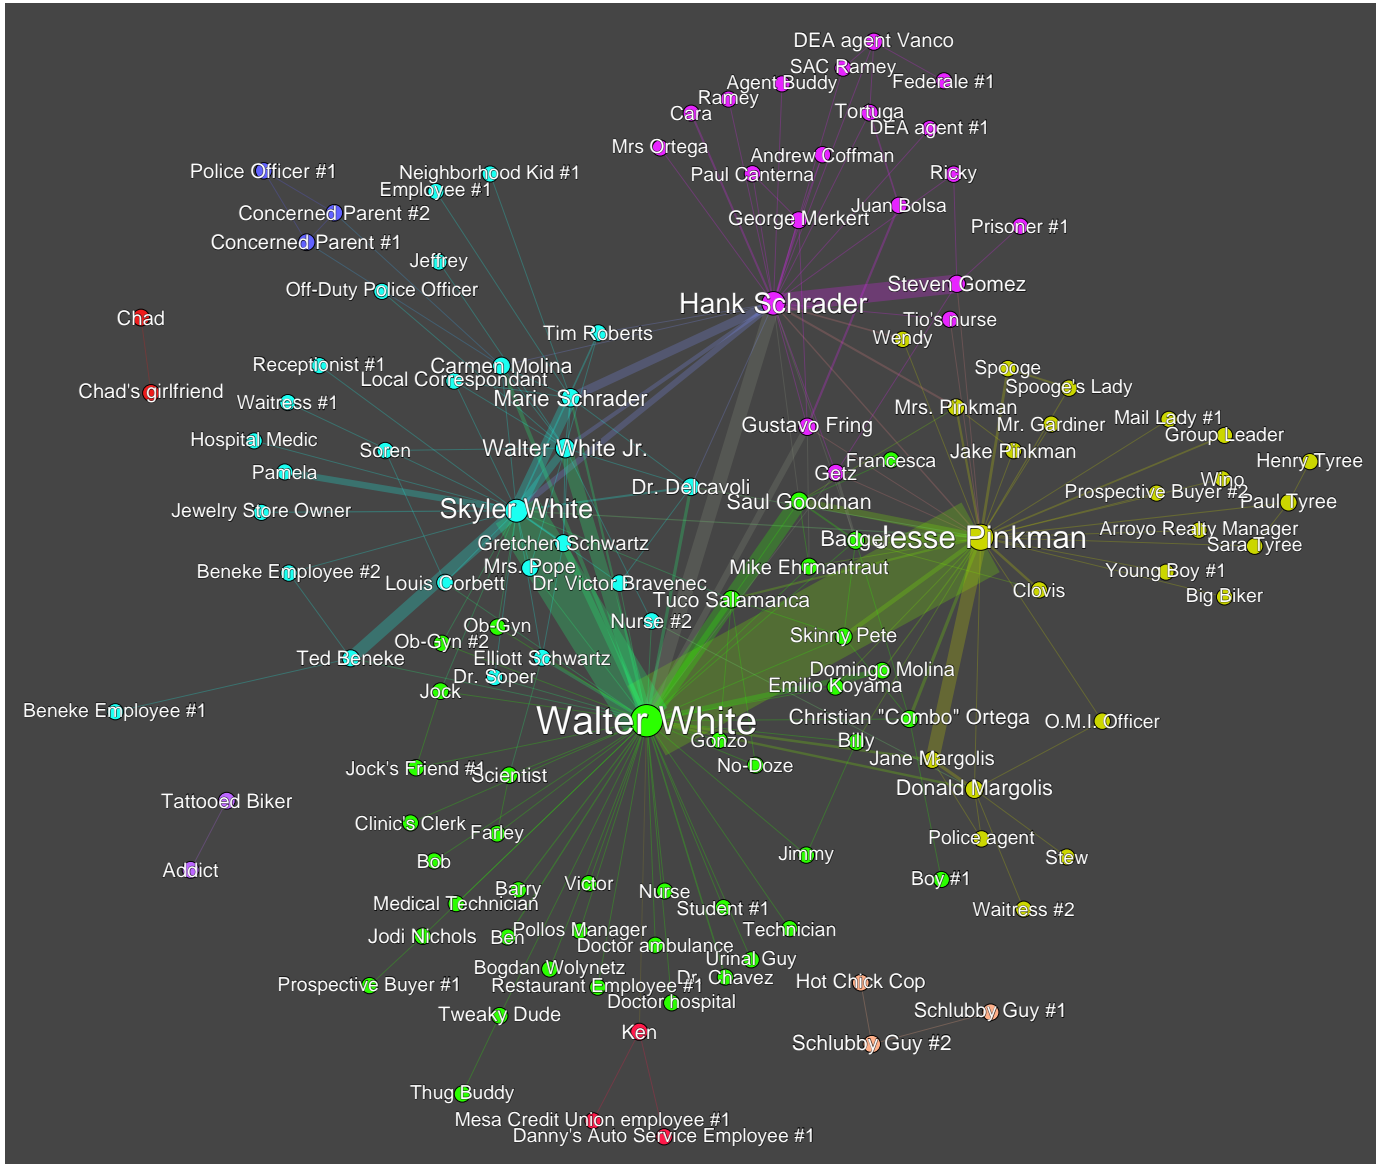 DEA agent Vanco
SAC Ramey
Agent Buddy
Federale #1
Ramey
Cara
Tortuga
DEA agent #1
Mrs Ortega
Andrew Coffman
Paul Canterna
Ricky
Police Officer #1
Neighborhood Kid #1
Employee #1
Juan Bolsa
Concerned Parent #2
George Merkert
Prisoner #1
Concerned Parent #1
Jeffrey
Off-Duty Police Officer
Steven Gomez
Hank Schrader
Chad
Tio's nurse
Tim Roberts
Wendy
Receptionist #1
Carmen Molina
Spooge
Local Correspondant
Spooge's Lady
Chad's girlfriend
Marie Schrader
Waitress #1
Mrs. Pinkman
Mail Lady #1
Gustavo Fring
Mr. Gardiner
Group Leader
Hospital Medic
Walter White Jr.
Soren
Jake Pinkman
Francesca
Henry Tyree
Pamela
Getz
Wino
Dr. Delcavoli
Prospective Buyer #2
Saul Goodman
Paul Tyree
Jewelry Store Owner
Skyler White
Arroyo Realty Manager
Jesse Pinkman
Badger
Gretchen Schwartz
Sara Tyree
Mrs. Pope
Mike Ehrmantraut
Beneke Employee #2
Young Boy #1
Louis Corbett
Dr. Victor Bravenec
Clovis
Big Biker
Tuco Salamanca
Nurse #2
Ob-Gyn
Skinny Pete
Ob-Gyn #2
Ted Beneke
Elliott Schwartz
Domingo Molina
Dr. Soper
Emilio Koyama
Jock
Beneke Employee #1
Walter White
Christian "Combo" Ortega
O.M.I. Officer
Gonzo
Billy
Jane Margolis
No-Doze
Jock's Friend #1
Scientist
Donald Margolis
Tattooed Biker
Clinic's Clerk
Farley
Police agent
Bob
Jimmy
Stew
Addict
Boy #1
Victor
Barry
Nurse
Medical Technician
Student #1
Waitress #2
Jodi Nichols
Ben
Pollos Manager
Technician
Doctor ambulance
Urinal Guy
Bogdan Wolynetz
Dr. Chavez
Prospective Buyer #1
Restaurant Employee #1
Hot Chick Cop
Doctor hospital
Tweaky Dude
Schlubby Guy #1
Ken
Schlubby Guy #2
Thug Buddy
Mesa Credit Union employee #1
Danny's Auto Service Employee #1